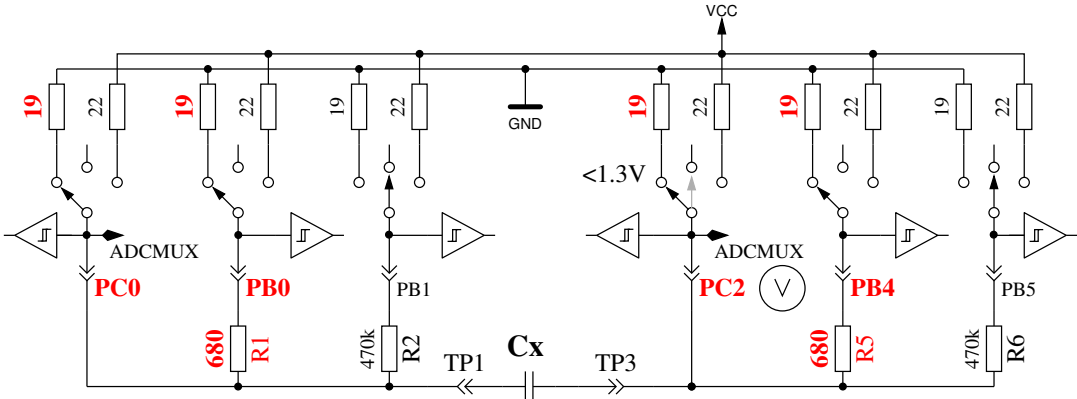 VCC
19 22 19 22 19 22 19 22 19 22 19 22
GND
<1.3V
ADCMUX ADCMUX
PC0 PB0 PB1 PC2 V PB4 PB5
680 R1 470k R2 680 R5 470k R6
TP1 Cx TP3